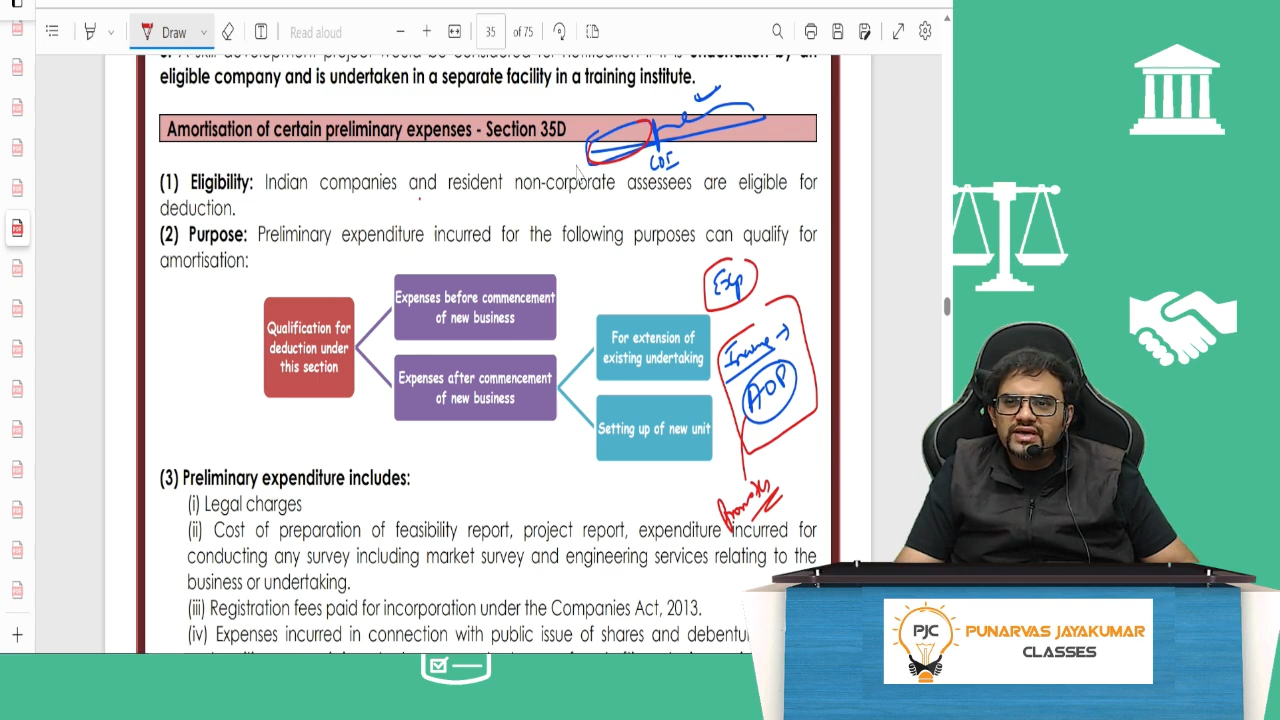 Draw
Read aloud
35 of 75
eligible company and is undertaken in a separate facility in a training institute.
Amortisation of certain preliminary expenses - Section 35D
(1) Eligibility: Indian companies and resident non-corporate assessees are eligible for
deduction.
(2) Purpose: Preliminary expenditure incurred for the following purposes can qualify for
amortisation:
Exp
Expenses before commencement
of new business
Qualification for
deduction under
this section
For extension of
existing undertaking
AOP
Expenses after commencement
of new business
Setting up of new unit
(3) Preliminary expenditure includes:
(i) Legal charges
(ii) Cost of preparation of feasibility report, project report, expenditure incurred for
conducting any survey including market survey and engineering services relating to the
business or undertaking.
(iii) Registration fees paid for incorporation under the Companies Act, 2013.
(iv) Expenses incurred in connection with public issue of shares and debentu
PJC
PUNARVAS JAYAKUMAR
CLASSES